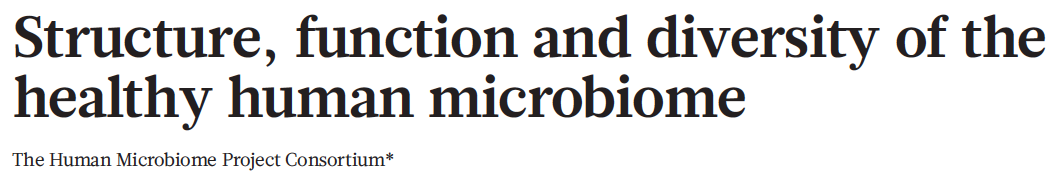 Structure, function and diversity of the
healthy human microbiome
The Human Microbiome Project Consortium*